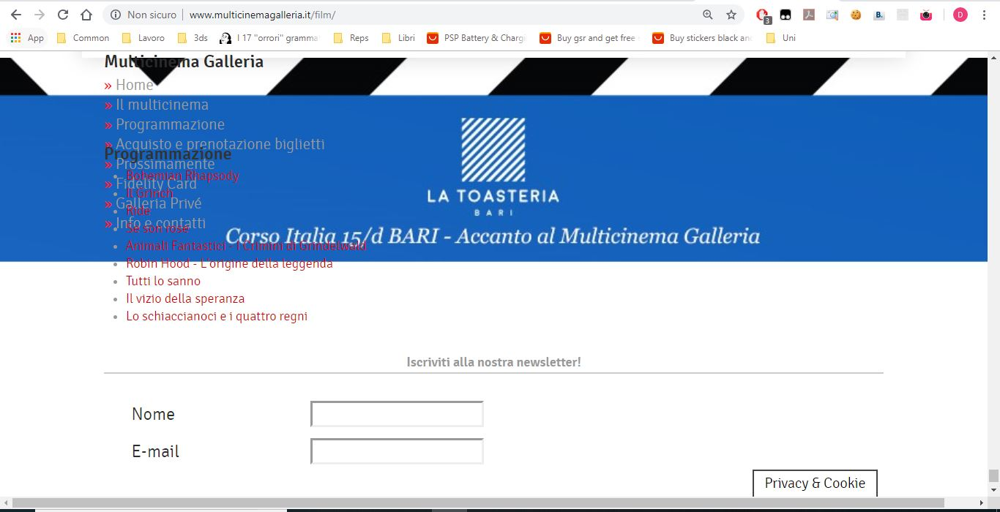 Non sicuro | www.multicinemagalleria.it/film/
3
D
App Common Lavoro 3ds I 17 "orrori" gramma Reps Libri PSP Battery & Chargi Buy gsr and get free Buy stickers black and Uni
Multicinema Galleria
» Home
» Il multicinema
» Programmazione
» Acquisto e prenotazione biglietti
Programmazione
» Prossimamente
• Bohemian Rhapsody
» Fidelity Card
• Il Grinch
» Galleria Privé
• Ride
» Info e contatti
• Se son rose
• Animali Fantastici - I Crimini di Grindelwald
• Robin Hood - L'origine della leggenda
• Tutti lo sanno
• Il vizio della speranza
• Lo schiaccianoci e i quattro regni
LA TOASTERIA
BARI
Corso Italia 15/d BARI - Accanto al Multicinema Galleria
Iscriviti alla nostra newsletter!
Nome
E-mail
Privacy & Cookie